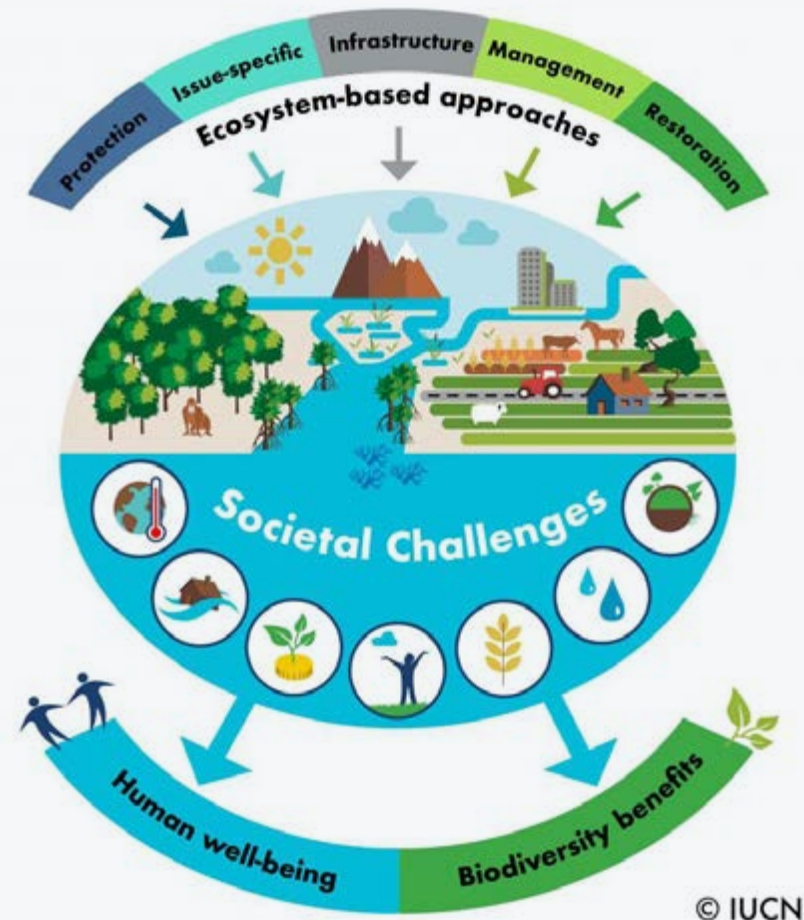 Protection
Issue-specific
Infrastructure
Management
Restoration
Ecosystem-based approaches
Societal Challenges
Human well-being
Biodiversity benefits
© IUCN